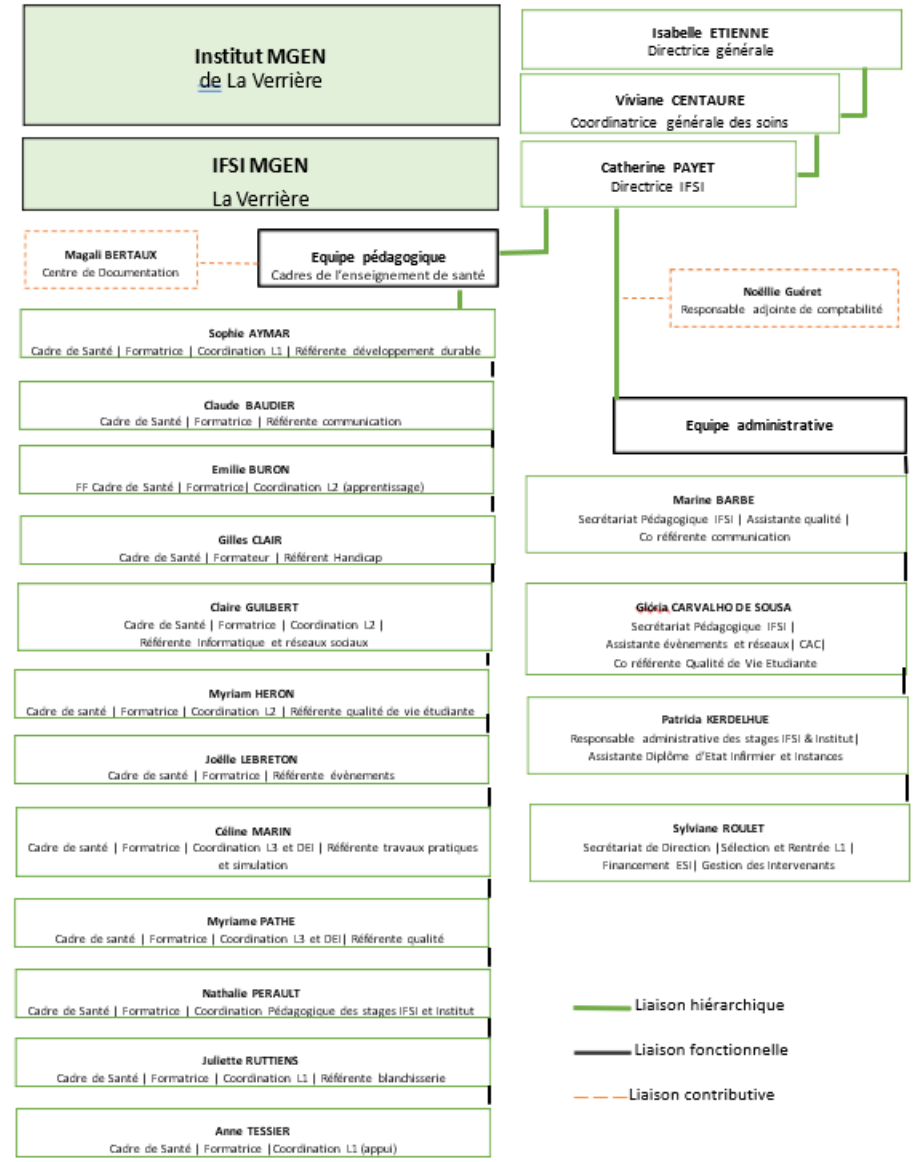 Institut MGEN
de La Verrière
IFSI MGEN
La Verrière
Isabelle ETIENNE
Directrice générale
Viviane CENTAURE
Coordinatrice générale des soins
Catherine PAYET
Directrice IFSI
Magali BERTAUX
Centre de Documentation
Equipe pédagogique
Cadres de l'enseignement de santé
Noëllie Guéret
Responsable adjointe de comptabilité
Sophie AYMAR
Cadre de Santé | Formatrice | Coordination L1 | Référente développement durable
Claude BAUDIER
Cadre de Santé | Formatrice | Référente communication
Emilie BURON
FF Cadre de Santé | Formatrice| Coordination L2 (apprentissage)
Gilles CLAIR
Cadre de Santé | Formateur | Référent Handicap
Claire GUILBERT
Cadre de Santé | Formatrice | Coordination L2 |
Référente Informatique et réseaux sociaux
Myriam HERON
Cadre de santé | Formatrice | Coordination L2 | Référente qualité de vie étudiante
Joëlle LEBRETON
Cadre de santé | Formatrice | Référente évènements
Céline MARIN
Cadre de santé | Formatrice | Coordination L3 et DEI | Référente travaux pratiques
et simulation
Myriame PATHE
Cadre de santé | Formatrice | Coordination L3 et DEI| Référente qualité
Nathalie PERAULT
Cadre de Santé | Formatrice | Coordination Pédagogique des stages IFSI et Institut
Juliette RUTTIENS
Cadre de Santé | Formatrice | Coordination L1 | Référente blanchisserie
Anne TESSIER
Cadre de Santé | Formatrice |Coordination L1 (appui)
Equipe administrative
Marine BARBE
Secrétariat Pédagogique IFSI | Assistante qualité |
Co référente communication
Glória CARVALHO DE SOUSA
Secrétariat Pédagogique IFSI |
Assistante évènements et réseaux| CAC|
Co référente Qualité de Vie Etudiante
Patricia KERDELHUE
Responsable administrative des stages IFSI & Institut|
Assistante Diplôme d'Etat Infirmier et Instances
Sylviane ROULET
Secrétariat de Direction |Sélection et Rentrée L1 |
Financement ESI| Gestion des Intervenants
Liaison hiérarchique
Liaison fonctionnelle
Liaison contributive